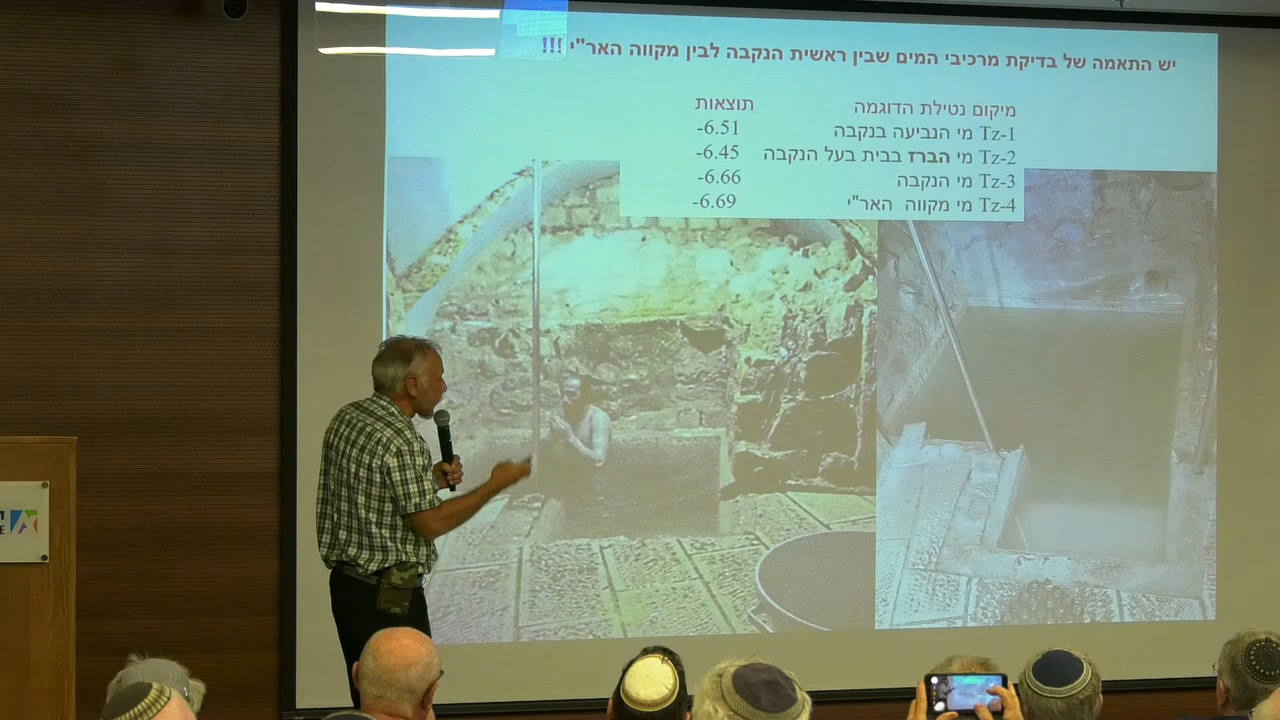 יש התאמה של בדיקת מרכיבי המים שבין ראשית הנקבה לבין מקווה האר"י !!!
מיקום נטילת הדוגמה תוצאות
Tz-1 מי הנביעה בנקבה -6.51
Tz-2 מי הברז בבית בעל הנקבה -6.45
Tz-3 מי הנקבה -6.66
Tz-4 מי מקווה האר"י -6.69